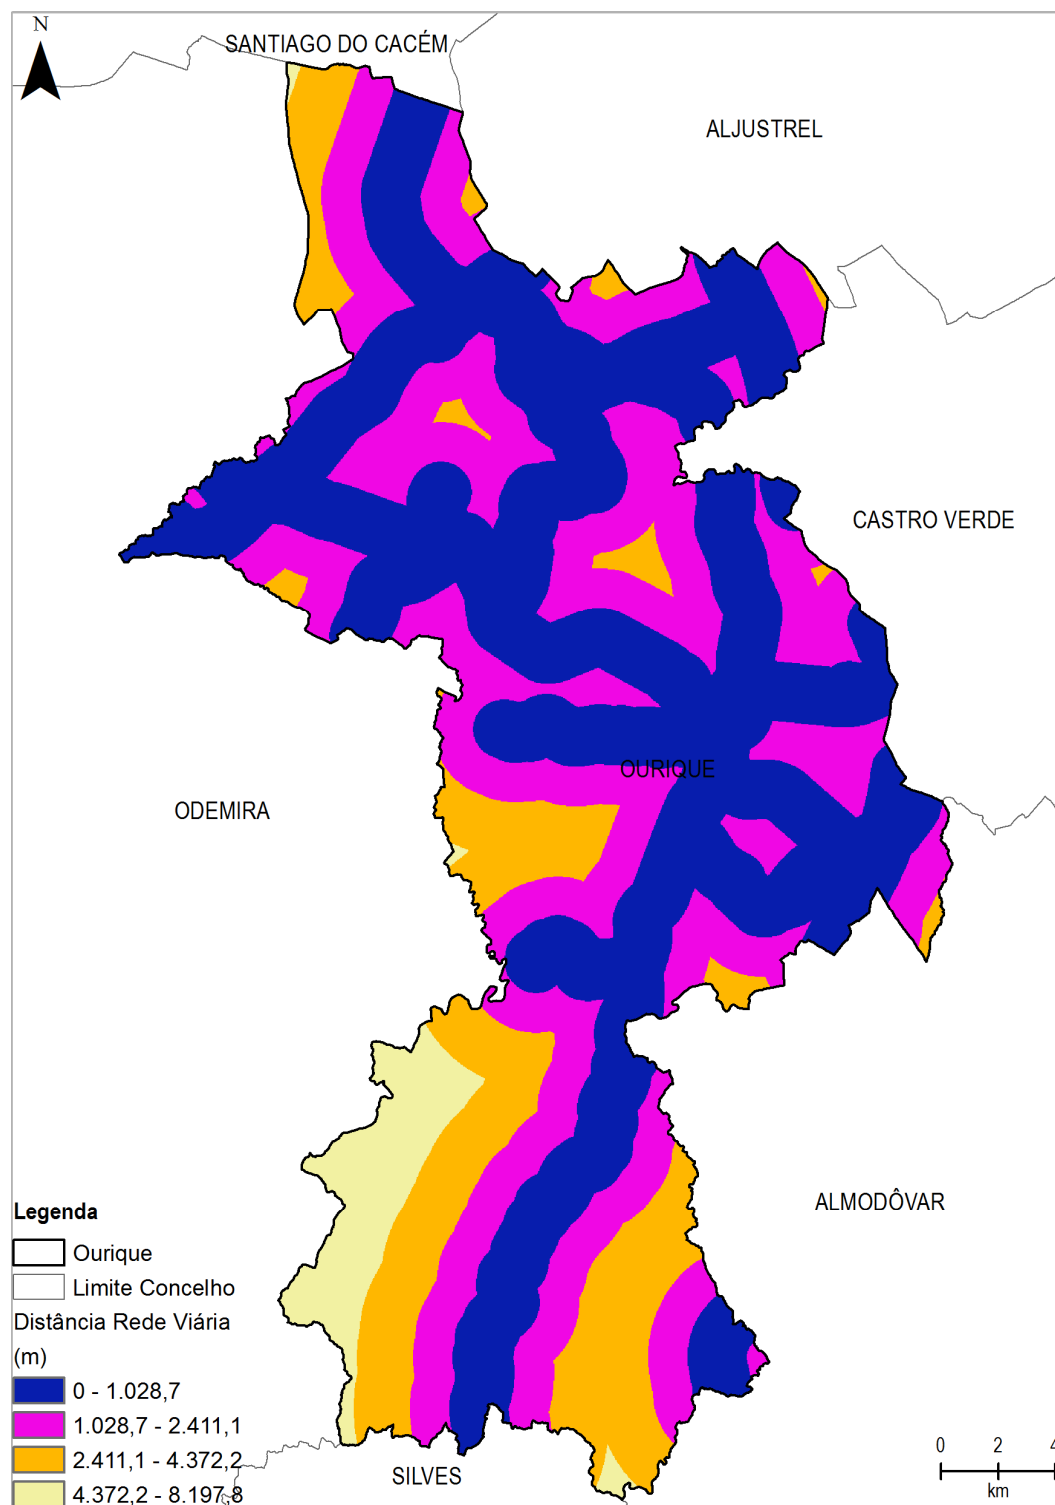 N
SANTIAGO DO CACÉM
ALJUSTREL
CASTRO VERDE
OURIQUE
ODEMIRA
ALMODÔVAR
Legenda
Ourique
Limite Concelho
Distância Rede Viária
(m)
0 - 1.028,7
1.028,7 - 2.411,1
2.411,1 - 4.372,2
4.372,2 - 8.197,8
SILVES
0 2 4
km